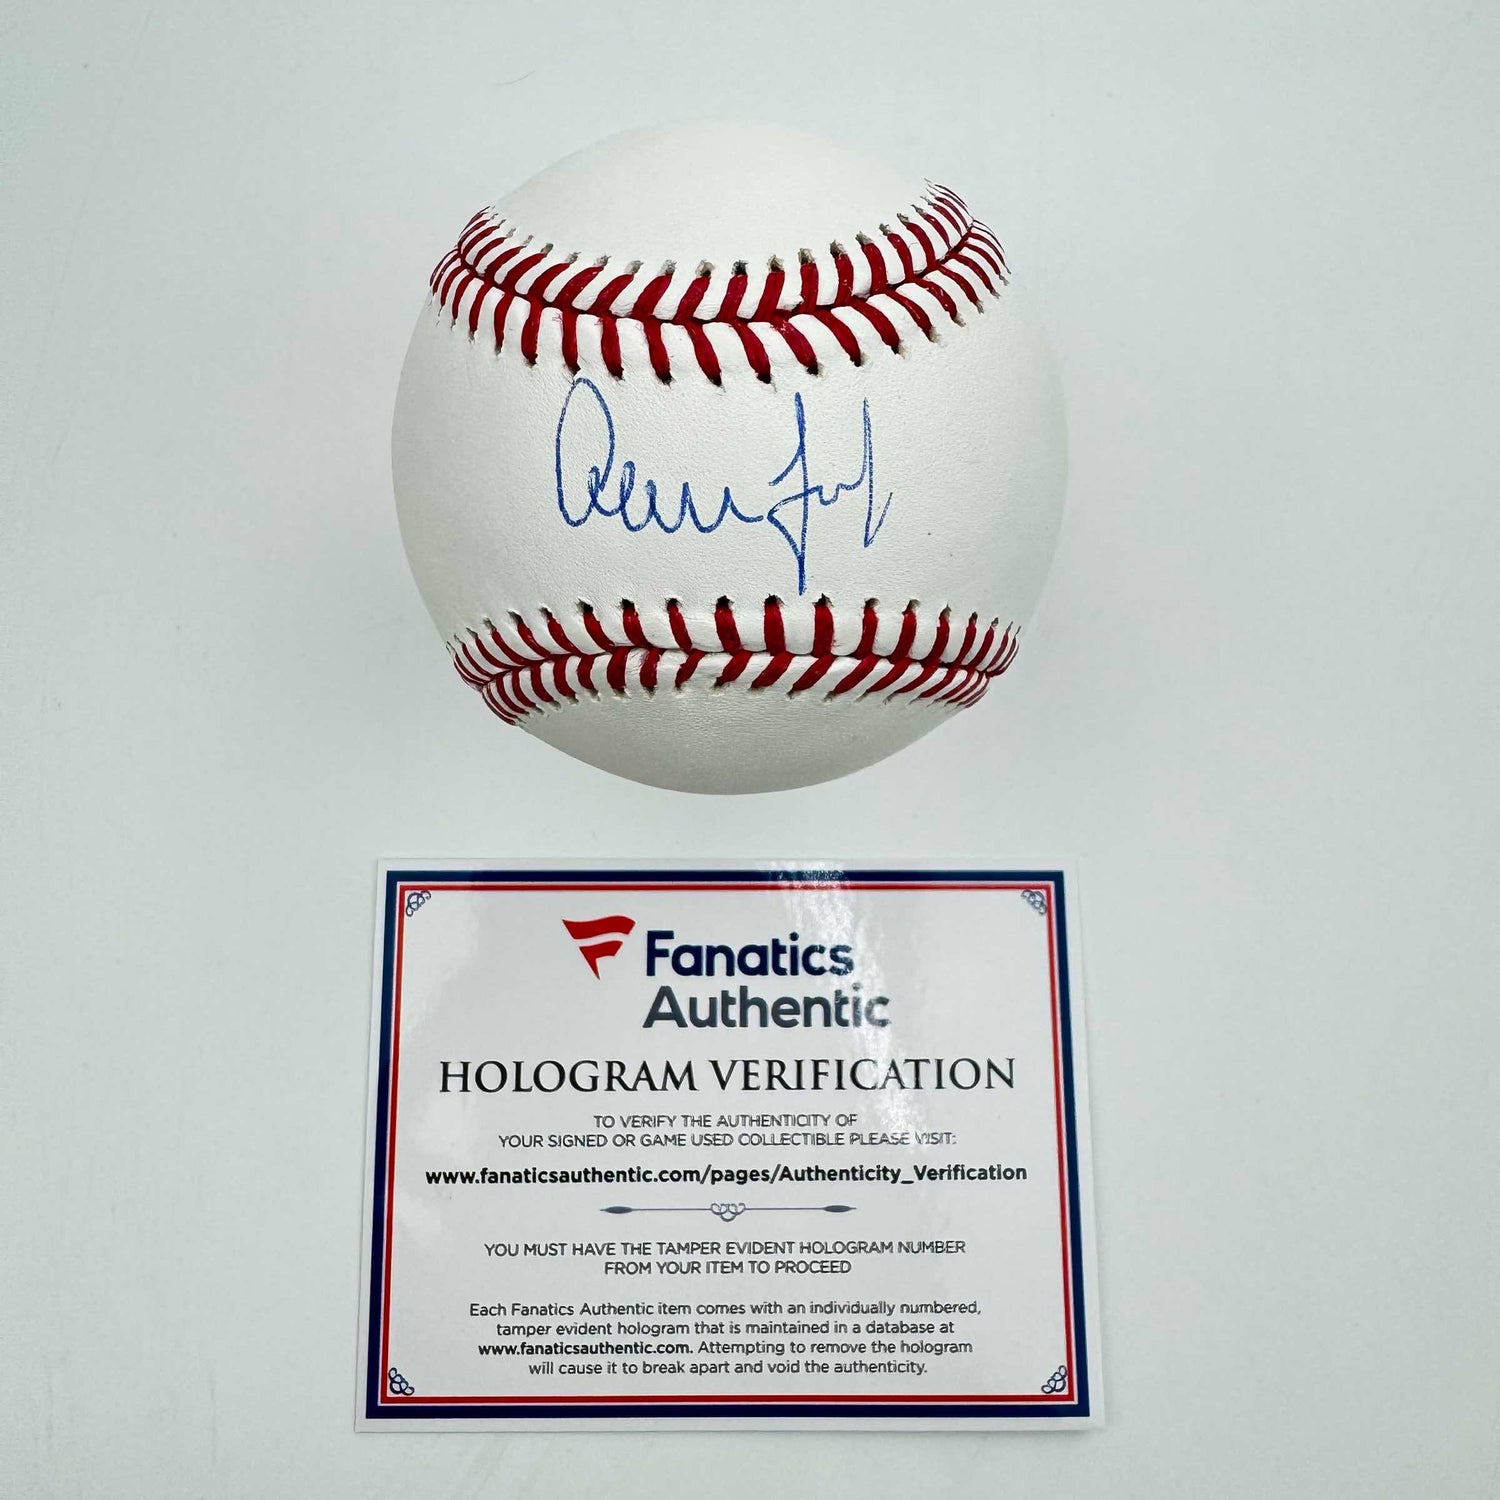 Fanatics
Authentic
HOLOGRAM VERIFICATION
TO VERIFY THE AUTHENTICITY OF
YOUR SIGNED OR GAME USED COLLECTIBLE PLEASE VISIT:
www.fanaticsauthentic.com/pages/Authenticity_Verification
YOU MUST HAVE THE TAMPER EVIDENT HOLOGRAM NUMBER
FROM YOUR ITEM TO PROCEED
Each Fanatics Authentic item comes with an individually numbered,
tamper evident hologram that is maintained in a database at
www.fanaticsauthentic.com. Attempting to remove the hologram
will cause it to break apart and void the authenticity.